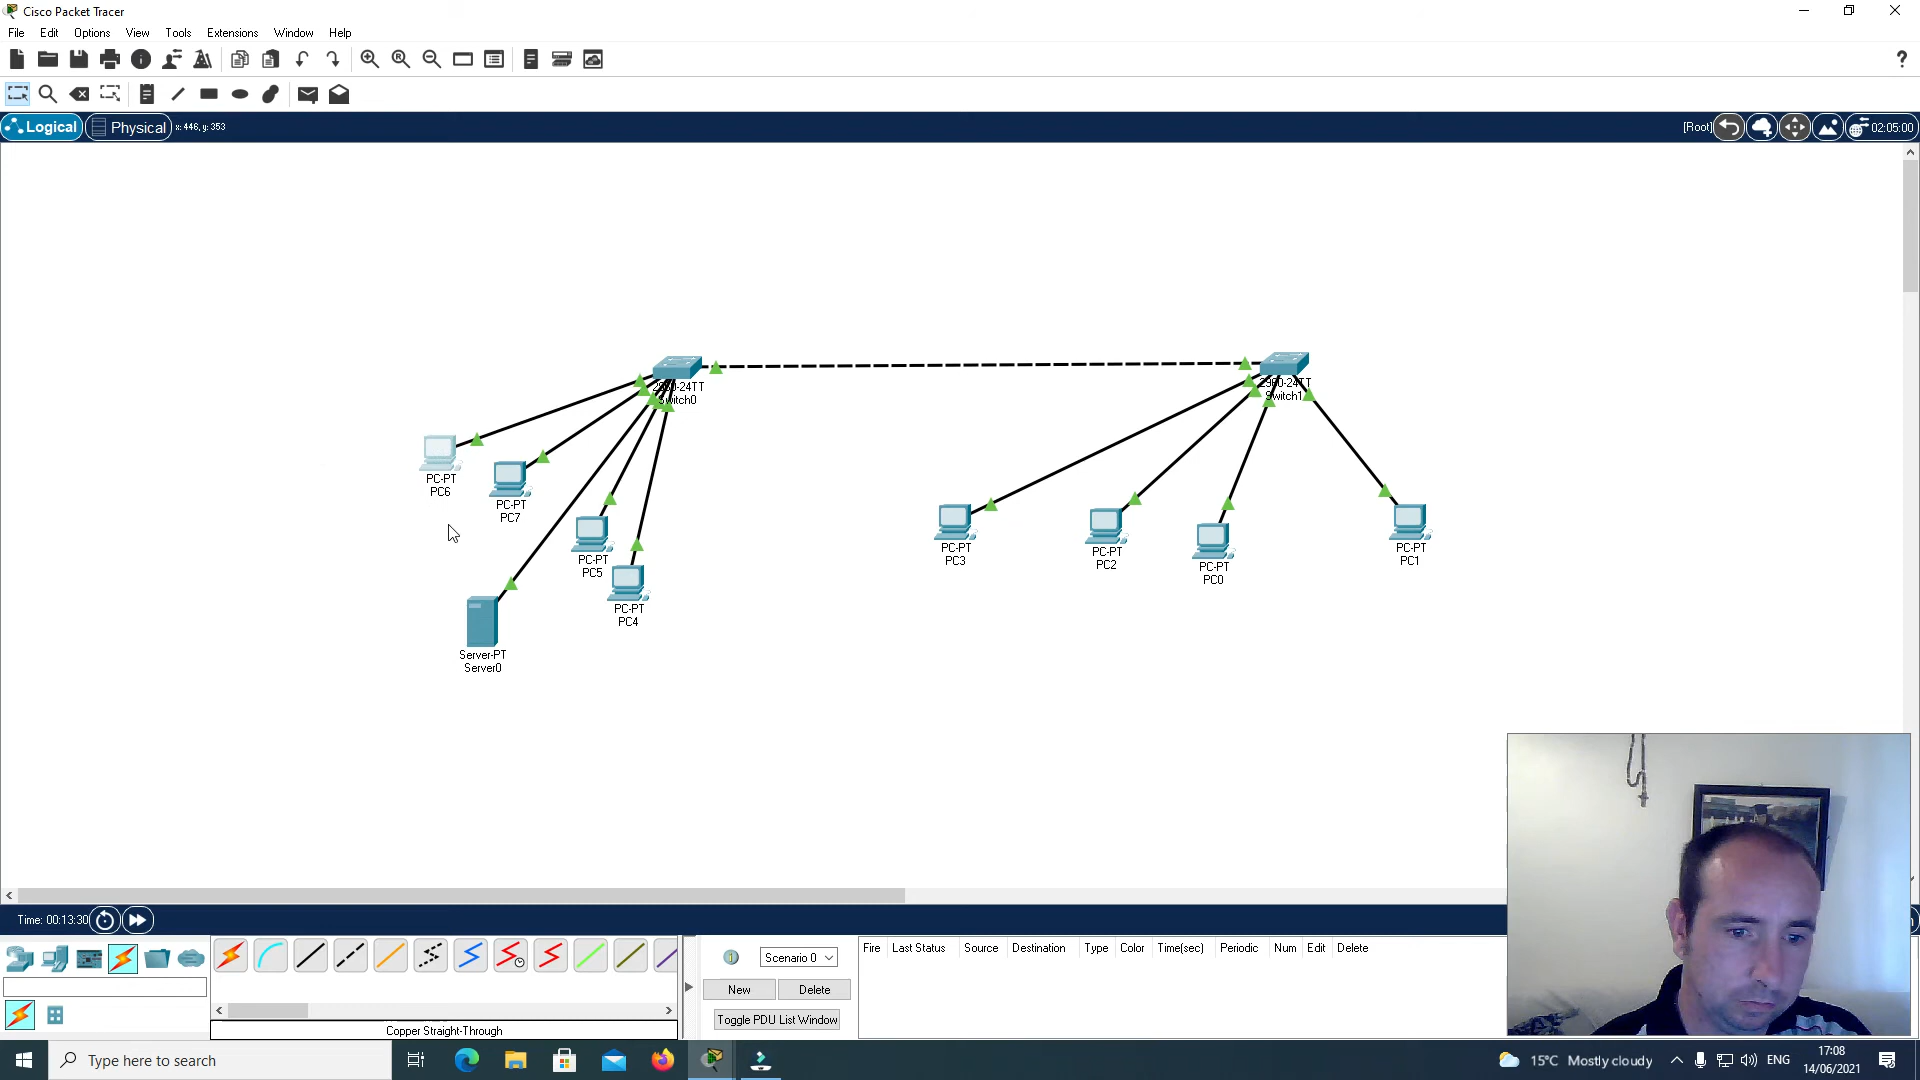 Cisco Packet Tracer
File Edit Options View Tools Extensions Window Help
Logical Physical x: 446, y: 353 [Root] 02:05:00
2960-24TT
Switch0
2960-24TT
Switch1
PC-PT
PC6
PC-PT
PC7
PC-PT
PC5
PC-PT
PC4
Server-PT
Server0
PC-PT
PC3
PC-PT
PC2
PC-PT
PC0
PC-PT
PC1
Time: 00:13:30
Scenario 0
New Delete
Toggle PDU List Window
Fire Last Status Source Destination Type Color Time(sec) Periodic Num Edit Delete
Copper Straight-Through
Type here to search
15°C Mostly cloudy ENG
17:08
14/06/2021